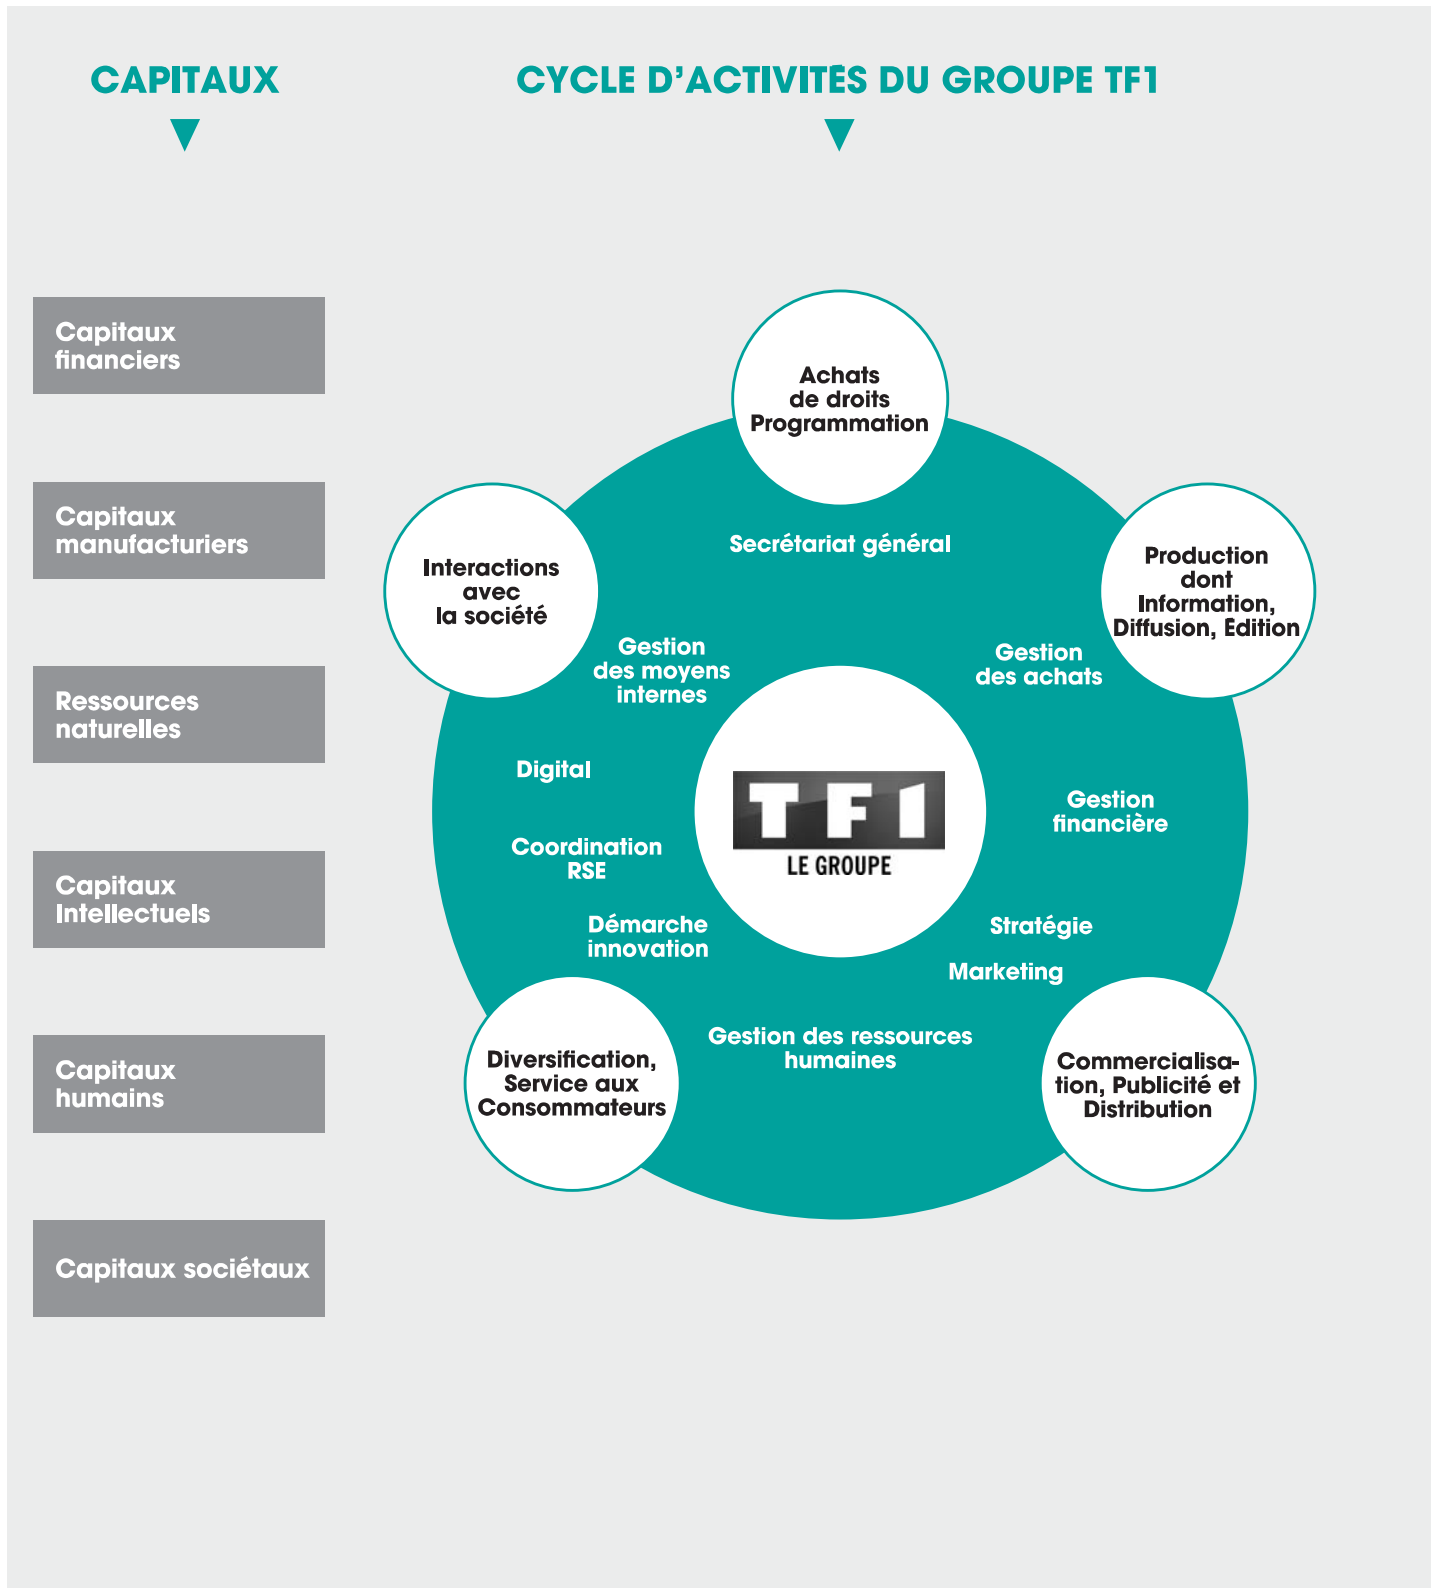 CAPITAUX
CYCLE D'ACTIVITÉS DU GROUPE TF1
Capitaux
financiers
Capitaux
manufacturiers
Ressources
naturelles
Capitaux
Intellectuels
Capitaux
humains
Capitaux sociétaux
Achats
de droits
Programmation
Production
dont
Information,
Diffusion, Édition
Commercialisa-
tion, Publicité et
Distribution
Diversification,
Service aux
Consommateurs
Interactions
avec
la société
Secrétariat général
Gestion
des achats
Gestion
financière
Stratégie
Marketing
Gestion des ressources
humaines
Démarche
innovation
Coordination
RSE
Digital
Gestion
des moyens
internes
TF1
LE GROUPE